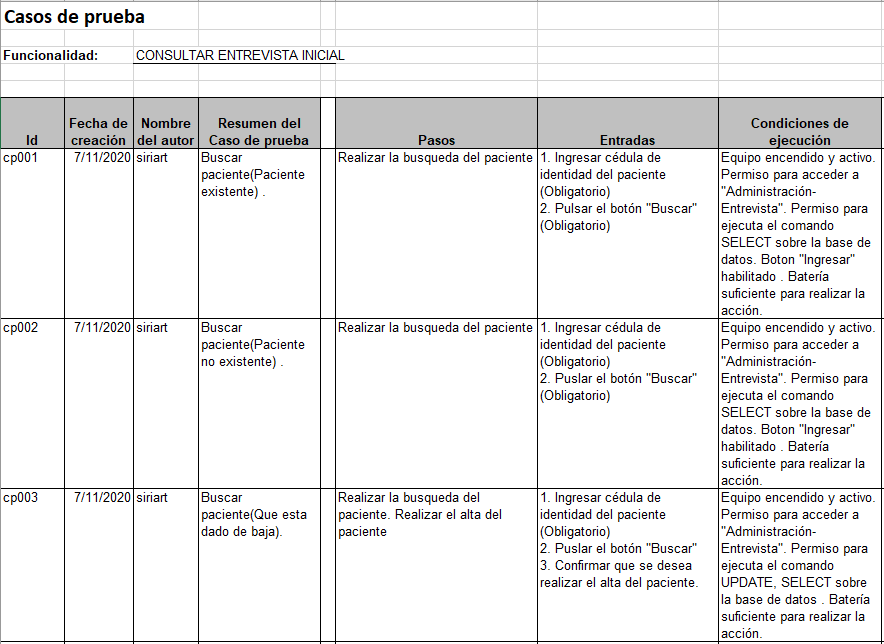 Casos de prueba
Funcionalidad: CONSULTAR ENTREVISTA INICIAL
Id
Fecha de
creación
Nombre
del autor
Resumen del
Caso de prueba
Pasos
Entradas
Condiciones de
ejecución
cp001
7/11/2020
siriart
Buscar
paciente(Paciente
existente) .
Realizar la busqueda del paciente
1. Ingresar cédula de
identidad del paciente
(Obligatorio)
2. Pulsar el botón "Buscar"
(Obligatorio)
Equipo encendido y activo.
Permiso para acceder a
"Administración-
Entrevista". Permiso para
ejecuta el comando
SELECT sobre la base de
datos. Boton "Ingresar"
habilitado . Batería
suficiente para realizar la
acción.
cp002
7/11/2020
siriart
Buscar
paciente(Paciente
no existente) .
Realizar la busqueda del paciente
1. Ingresar cédula de
identidad del paciente
(Obligatorio)
2. Puslar el botón "Buscar"
(Obligatorio)
Equipo encendido y activo.
Permiso para acceder a
"Administración-
Entrevista". Permiso para
ejecuta el comando
SELECT sobre la base de
datos. Boton "Ingresar"
habilitado . Batería
suficiente para realizar la
acción.
cp003
7/11/2020
siriart
Buscar
paciente(Que esta
dado de baja).
Realizar la busqueda del
paciente. Realizar el alta del
paciente
1. Ingresar cédula de
identidad del paciente
(Obligatorio)
2. Puslar el botón "Buscar"
3. Confirmar que se desea
realizar el alta del paciente.
Equipo encendido y activo.
Permiso para acceder a
"Administración-
Entrevista". Permiso para
ejecuta el comando
UPDATE, SELECT sobre
la base de datos . Batería
suficiente para realizar la
acción.